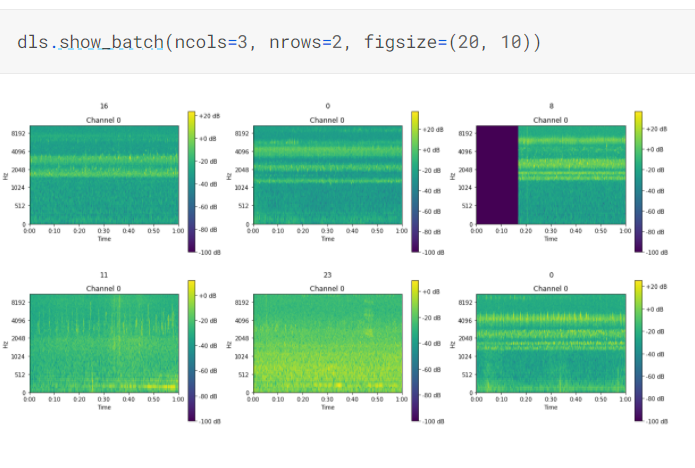 dls.show_batch(ncols=3, nrows=2, figsize=(20, 10))
16 0 8
Channel 0 Channel 0 Channel 0
+20 dB +20 dB +20 dB
8192 8192 8192
+0 dB +0 dB +0 dB
4096 4096 4096
-20 dB -20 dB -20 dB
Hz 2048 Hz 2048 Hz 2048
-40 dB -40 dB -40 dB
1024 1024 1024
-60 dB -60 dB -60 dB
512 512 512
-80 dB -80 dB -80 dB
0 0 0
0:00 0:10 0:20 0:30 0:40 0:50 1:00 0:00 0:10 0:20 0:30 0:40 0:50 1:00 0:00 0:10 0:20 0:30 0:40 0:50 1:00
Time Time Time
-100 dB -100 dB -100 dB
11 23 0
Channel 0 Channel 0 Channel 0
+0 dB +0 dB +20 dB
8192 8192 8192
+0 dB
4096 4096 4096
-20 dB -20 dB -20 dB
Hz 2048 Hz 2048 Hz 2048
-40 dB -40 dB -40 dB
1024 1024 1024
-60 dB -60 dB -60 dB
512 512 512
-80 dB -80 dB -80 dB
0 0 0
0:00 0:10 0:20 0:30 0:40 0:50 1:00 0:00 0:10 0:20 0:30 0:40 0:50 1:00 0:00 0:10 0:20 0:30 0:40 0:50 1:00
Time Time Time
-100 dB -100 dB -100 dB